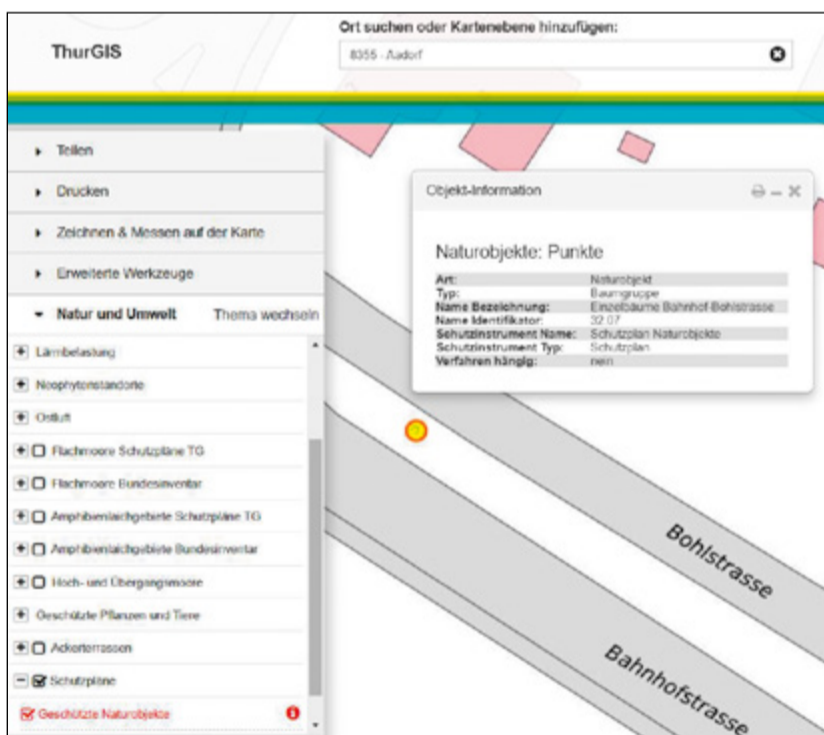 Ort suchen oder Kartenebene hinzufügen:
ThurGIS
8355 - Aadorf
Teilen
Drucken
Zeichnen & Messen auf der Karte
Erweiterte Werkzeuge
Natur und Umwelt Thema wechseln
Lärmbelastung
Neophytenstandorte
Ostluft
Flachmoore Schutzpläne TG
Flachmoore Bundesinventar
Amphibienlaichgebiete Schutzpläne TG
Amphibienlaichgebiete Bundesinventar
Hoch- und Übergangsmoore
Geschützte Pflanzen und Tiere
Ackerterrassen
Schutzpläne
Geschützte Naturobjekte
Objekt-Information
Naturobjekte: Punkte
Art: Naturobjekt
Typ: Baumgruppe
Name Bezeichnung: Einzelbäume Bahnhof-Bohlstrasse
Name Identifikator: 32.07
Schutzinstrument Name: Schutzplan Naturobjekte
Schutzinstrument Typ: Schutzplan
Verfahren hängig: nein
Bohlstrasse
Bahnhofstrasse